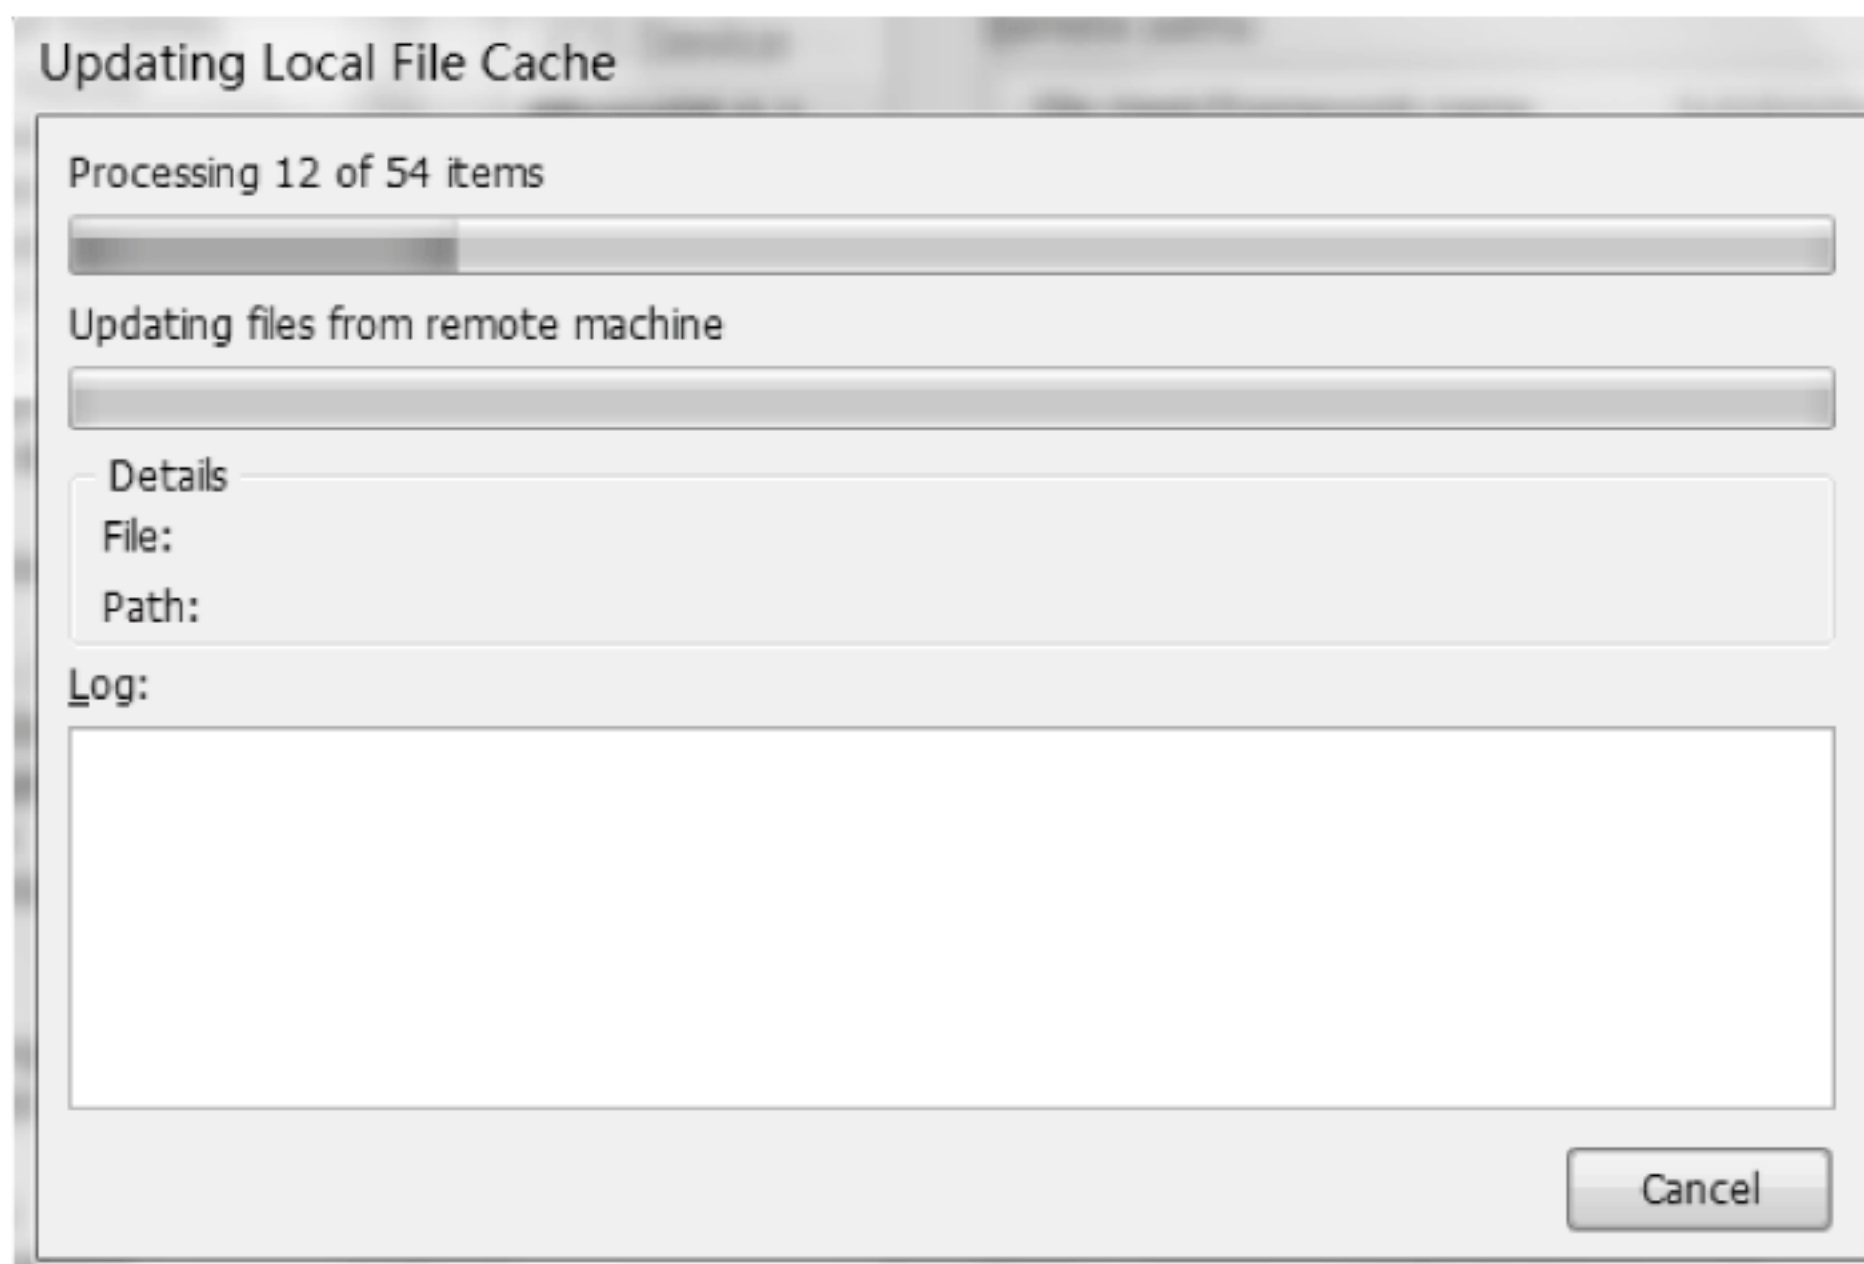 Updating Local File Cache
Processing 12 of 54 items
Updating files from remote machine
Details
File:
Path:
Log:
Cancel